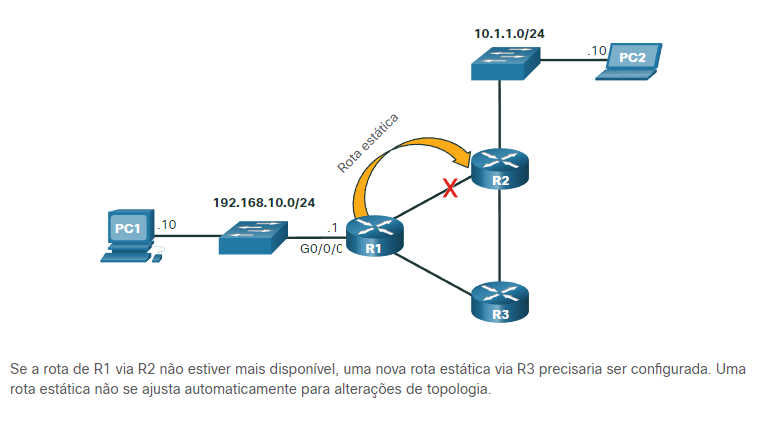 10.1.1.0/24
.10
PC2
Rota estática
R2
192.168.10.0/24
PC1
.10
.1
G0/0/0
R1
R3
Se a rota de R1 via R2 não estiver mais disponível, uma nova rota estática via R3 precisaria ser configurada. Uma
rota estática não se ajusta automaticamente para alterações de topologia.